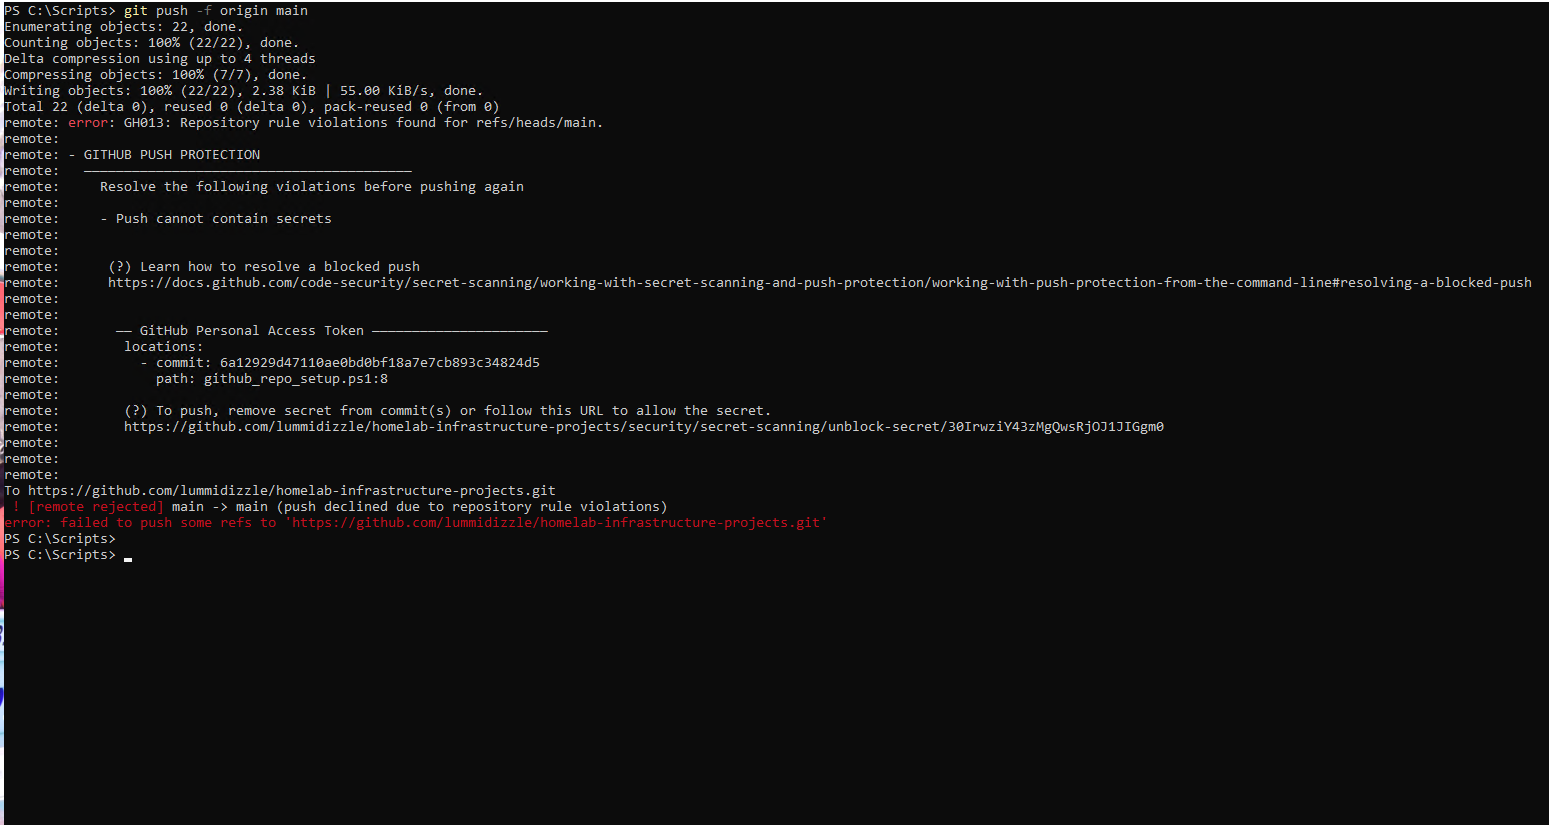 PS C:\Scripts> git push -f origin main
Enumerating objects: 22, done.
Counting objects: 100% (22/22), done.
Delta compression using up to 4 threads
Compressing objects: 100% (7/7), done.
Writing objects: 100% (22/22), 2.38 KiB | 55.00 KiB/s, done.
Total 22 (delta 0), reused 0 (delta 0), pack-reused 0 (from 0)
remote: error: GH013: Repository rule violations found for refs/heads/main.
remote:
remote: - GITHUB PUSH PROTECTION
remote:   —————————————————————————————————————————
remote:     Resolve the following violations before pushing again
remote:
remote:     - Push cannot contain secrets
remote:
remote:
remote:      (?) Learn how to resolve a blocked push
remote:      https://docs.github.com/code-security/secret-scanning/working-with-secret-scanning-and-push-protection/working-with-push-protection-from-the-command-line#resolving-a-blocked-push
remote:
remote:
remote:       —— GitHub Personal Access Token ——————————————————————
remote:        locations:
remote:          - commit: 6a12929d47110ae0bd0bf18a7e7cb893c34824d5
remote:            path: github_repo_setup.ps1:8
remote:
remote:        (?) To push, remove secret from commit(s) or follow this URL to allow the secret.
remote:        https://github.com/lummidizzle/homelab-infrastructure-projects/security/secret-scanning/unblock-secret/30IrwziY43zMgQwsRjOJ1JIGgm0
remote:
remote:
remote:
To https://github.com/lummidizzle/homelab-infrastructure-projects.git
 ! [remote rejected] main -> main (push declined due to repository rule violations)
error: failed to push some refs to 'https://github.com/lummidizzle/homelab-infrastructure-projects.git'
PS C:\Scripts>
PS C:\Scripts>